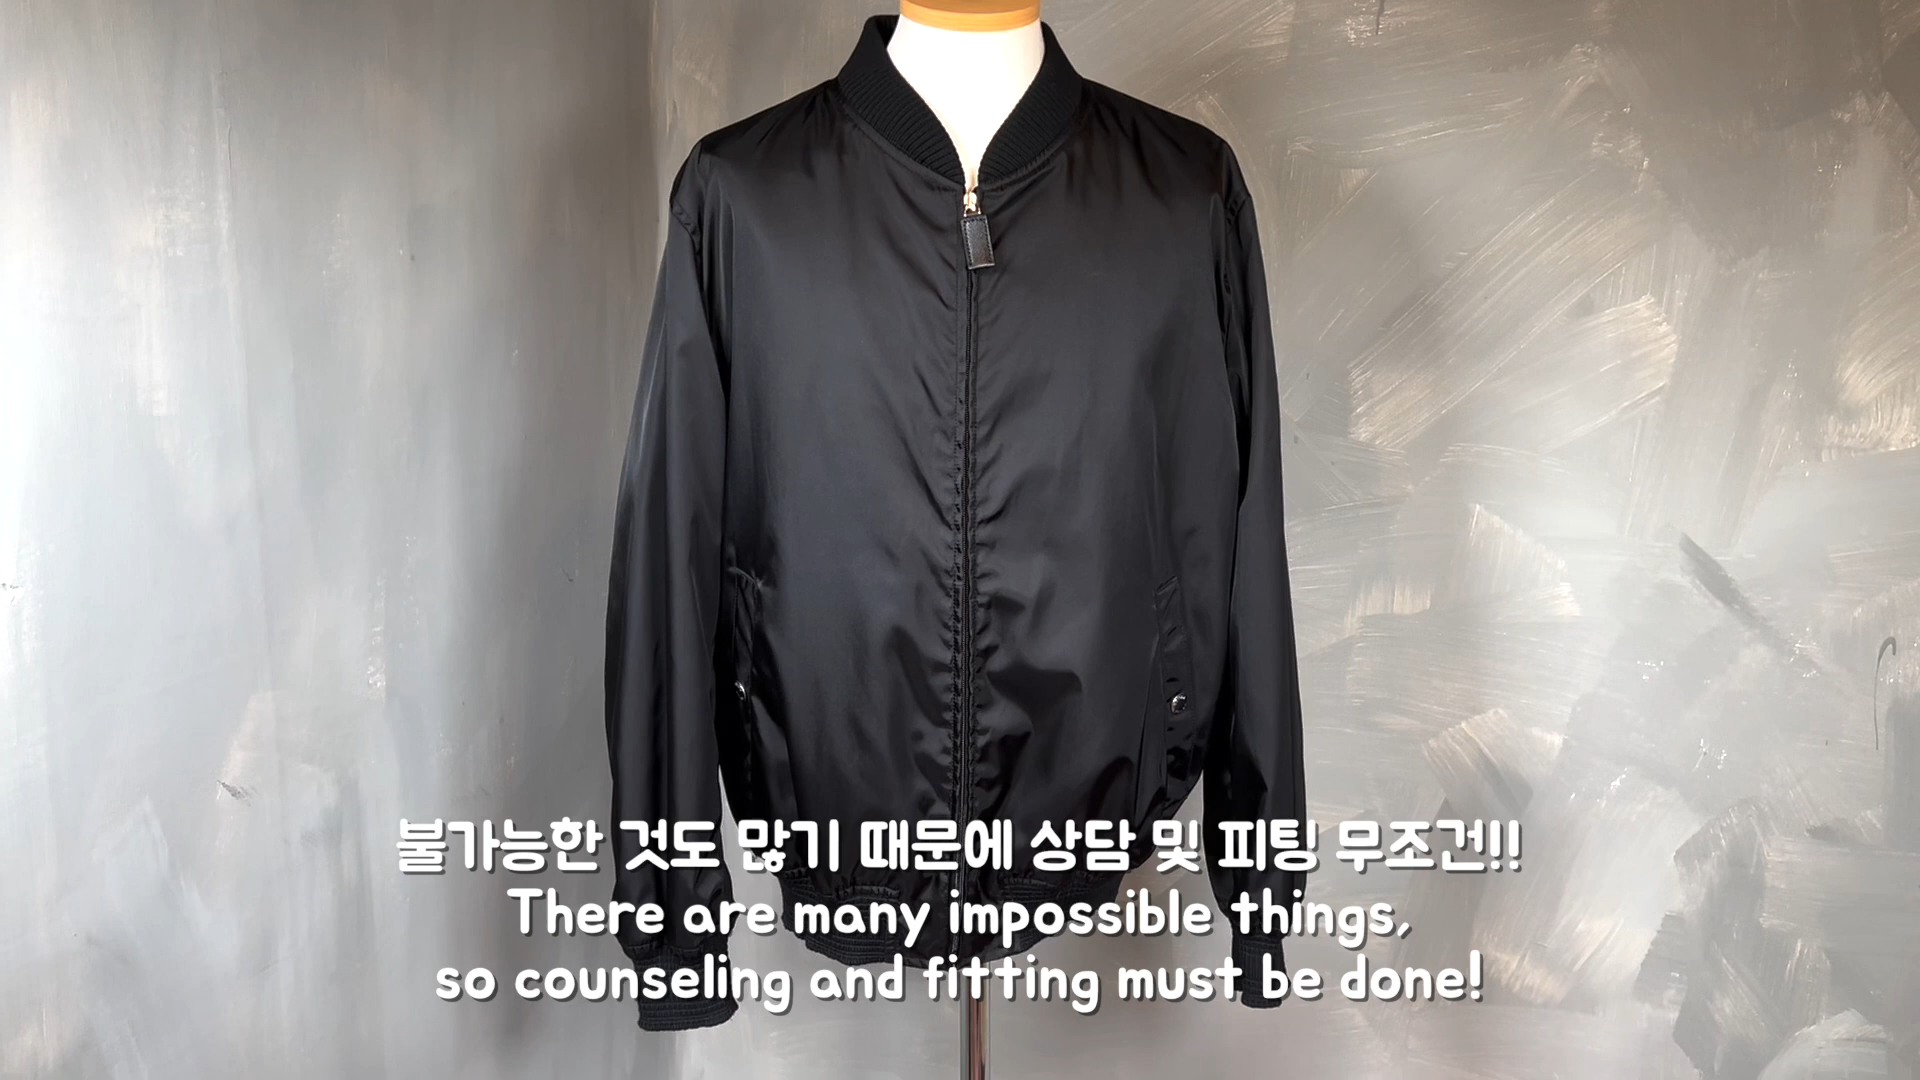 불가능한 것도 많기 때문에 상담 및 피팅 무조건!!
There are many impossible things,
so counseling and fitting must be done!